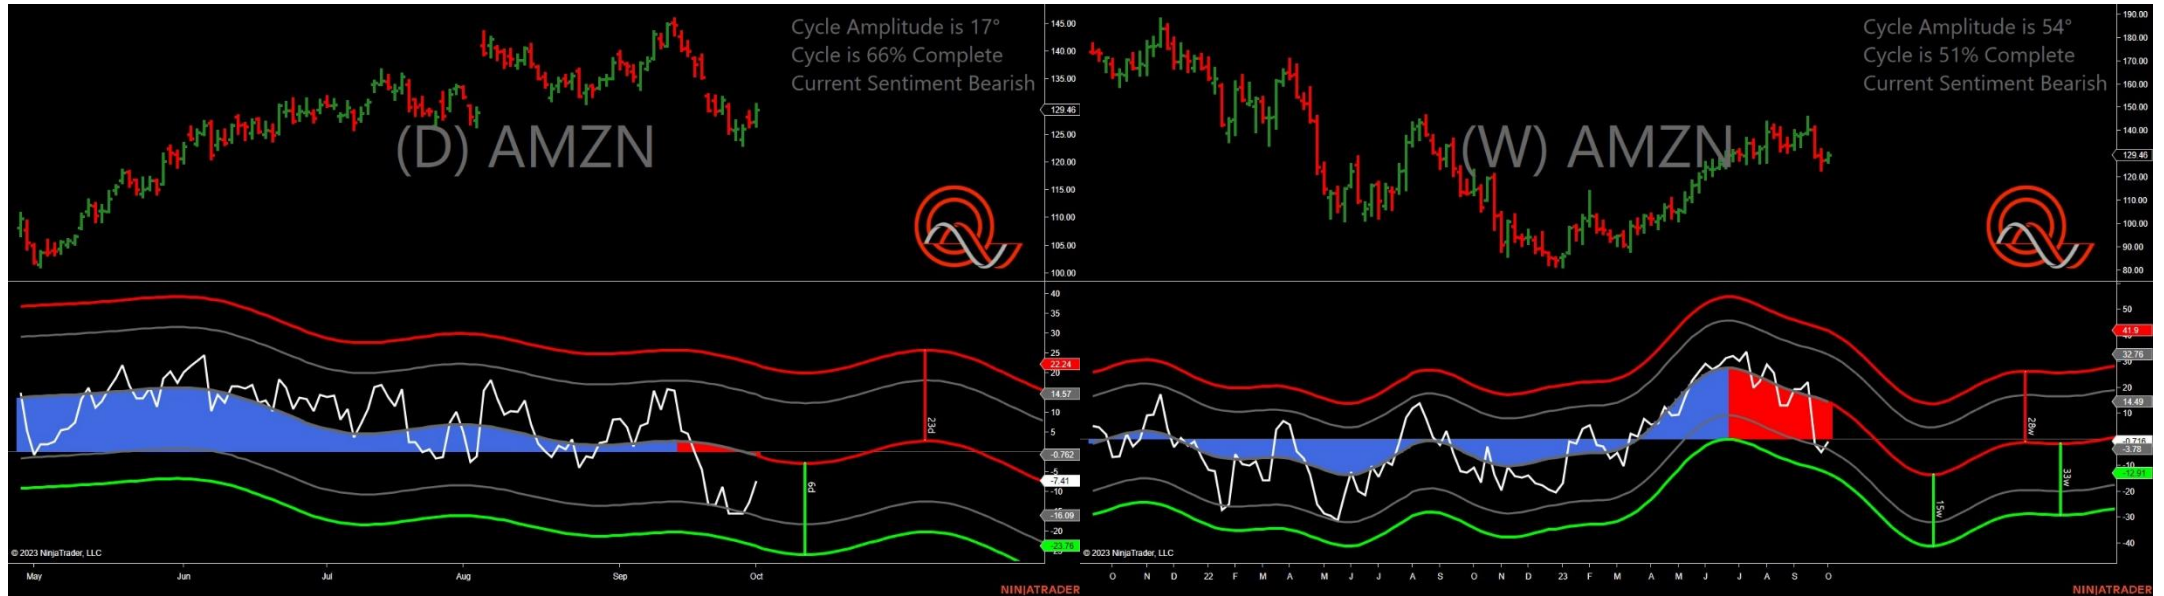 Cycle Amplitude is 17°
Cycle is 66% Complete
Current Sentiment Bearish
(D) AMZN
145.00
140.00
135.00
129.46
125.00
120.00
115.00
110.00
105.00
100.00
40
35
30
25
22.24
20
14.57
10
5
-0.762
-5
-7.41
-10
-16.09
-20
-23.76
23d
6d
© 2023 NinjaTrader, LLC
May Jun Jul Aug Sep Oct
NINJATRADER
Cycle Amplitude is 54°
Cycle is 51% Complete
Current Sentiment Bearish
(W) AMZN
190.00
180.00
170.00
160.00
150.00
140.00
129.46
120.00
110.00
100.00
90.00
80.00
50
41.9
32.76
20
14.49
10
-0.716
-3.78
-10
-12.91
-20
-30
-40
28w
33w
15w
© 2023 NinjaTrader, LLC
O N D 22 F M A M J J A S O N D 23 F M A M J J A S O
NINJATRADER